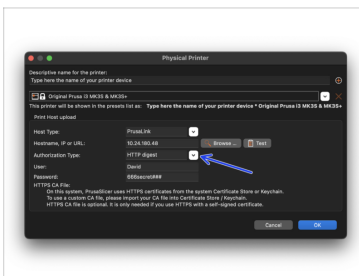 Physical Printer
Descriptive name for the printer:
Type here the name of your printer device
Original Prusa i3 MK3S & MK3S+
This printer will be shown in the presets list as: Type here the name of your printer device * Original Prusa i3 MK3S & MK3S+
Print Host upload
Host Type: PrusaLink
Hostname, IP or URL: 10.24.180.48 Browse ... Test
Authorization Type: HTTP digest
User: David
Password: 666secret###
HTTPS CA File:
On this system, PrusaSlicer uses HTTPS certificates from the system Certificate Store or Keychain.
To use a custom CA file, please import your CA file into Certificate Store / Keychain.
HTTPS CA file is optional. It is only needed if you use HTTPS with a self-signed certificate.
Cancel OK